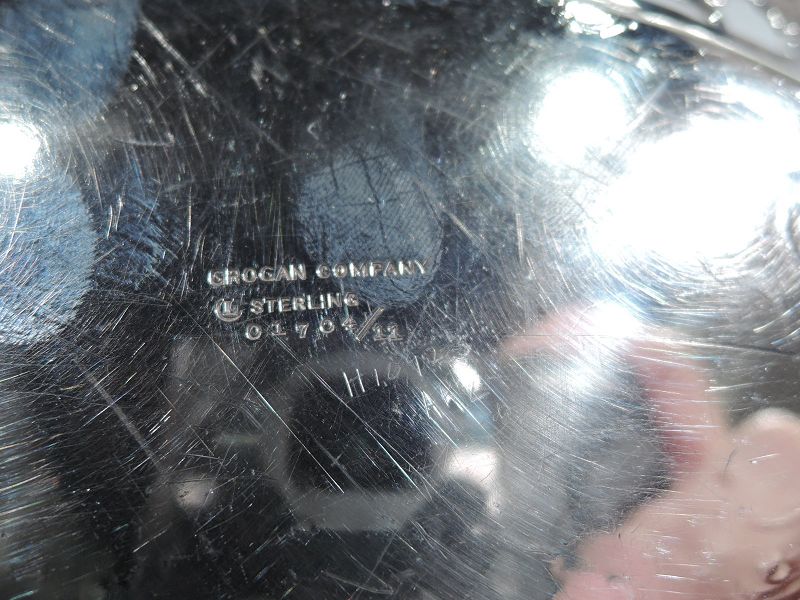 GROGAN COMPANY
L STERLING
01704/11